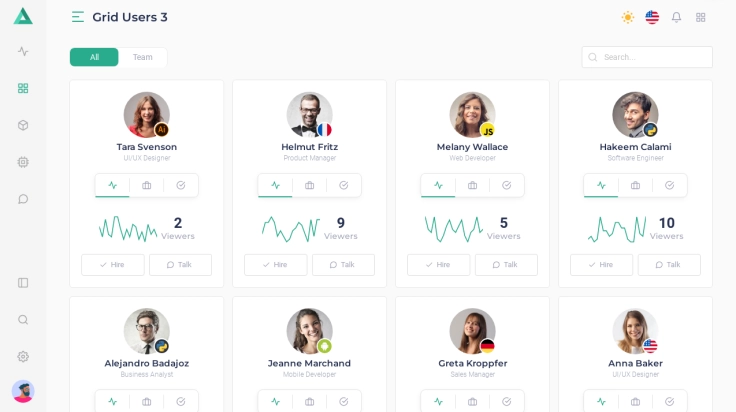 Grid Users 3
All
Team
Search...
Ai
JS
Tara Svenson
Helmut Fritz
Melany Wallace
Hakeem Calami
UI/UX Designer
Product Manager
Web Developer
Software Engineer
2
Viewers
9
Viewers
5
Viewers
10
Viewers
Hire
Talk
Hire
Talk
Hire
Talk
Hire
Talk
Alejandro Badajoz
Jeanne Marchand
Greta Kroppfer
Anna Baker
Business Analyst
Mobile Developer
Sales Manager
UI/UX Designer